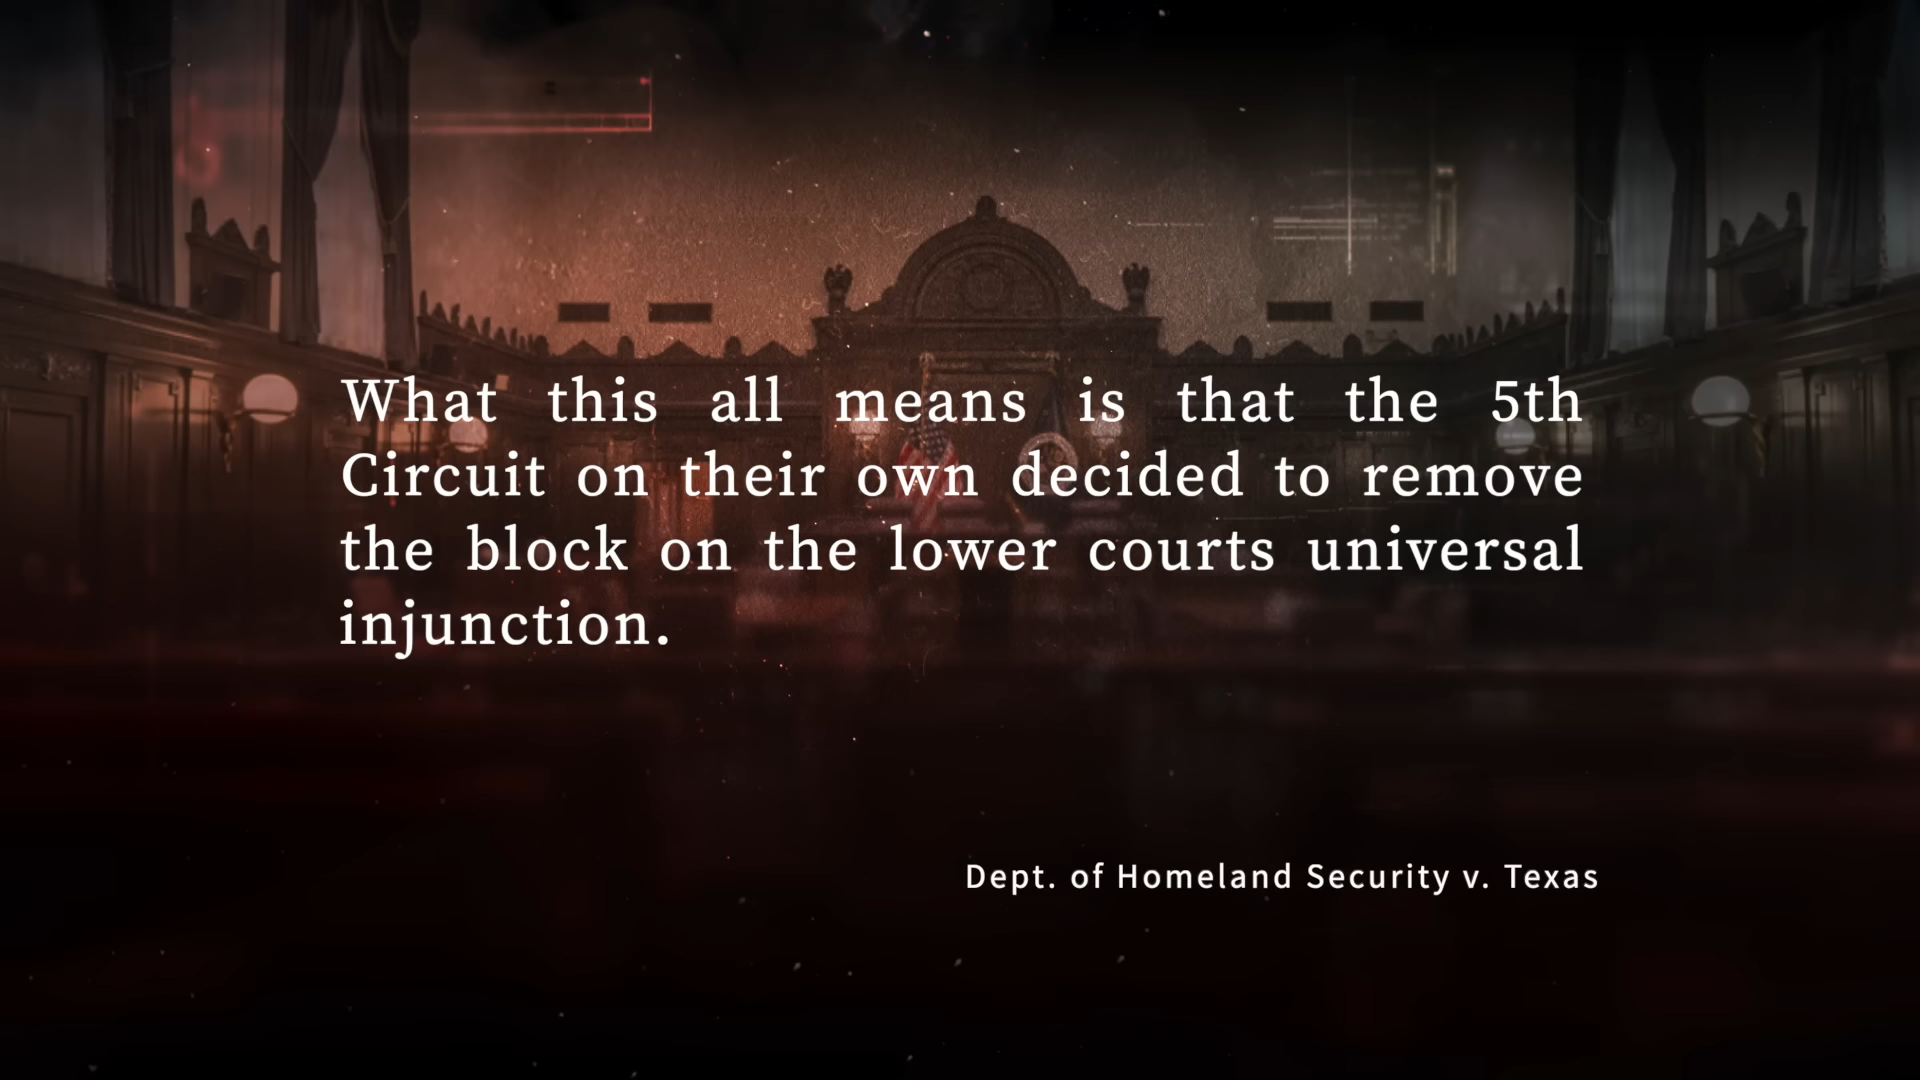 What this all means is that the 5th
Circuit on their own decided to remove
the block on the lower courts universal
injunction.
Dept. of Homeland Security v. Texas